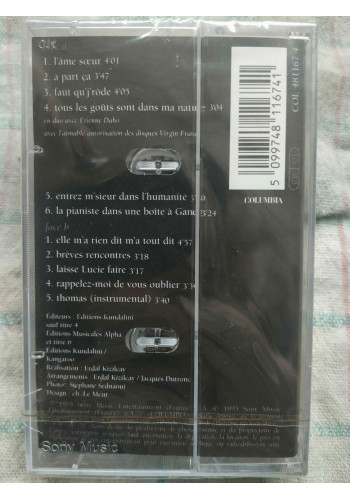 1. l'âme sœur 4'01
2. à part ça 3'47
3. faut qu'j'rôde 4'05
4. tous les goûts sont dans ma nature 3'04
en duo avec Etienne Daho
avec l'aimable autorisation des disques Virgin France
5. entrez m'sieur dans l'humanité
6. la pianiste dans une boîte à Gand 3'24
face b
1. elle m'a rien dit m'a tout dit 4'57
2. brèves rencontres 3'18
3. laisse Lucie faire 3'17
4. rappelez-moi de vous oublier
5. thomas (instrumental) 3'40
Editeurs : Editions Kundalini
sauf titre 4
Editions Musicales Alpha
et titre 6
Editions Kundalini /
Kangaroo
Réalisation : Erdal Kizilcay
Arrangements : Erdal Kizilcay / Jacques Dutronc
Photo: Stéphane Sednaoui
Design : ch. Le Meur
Sony Music
5 099748 116741
COL 481167 4
COLUMBIA